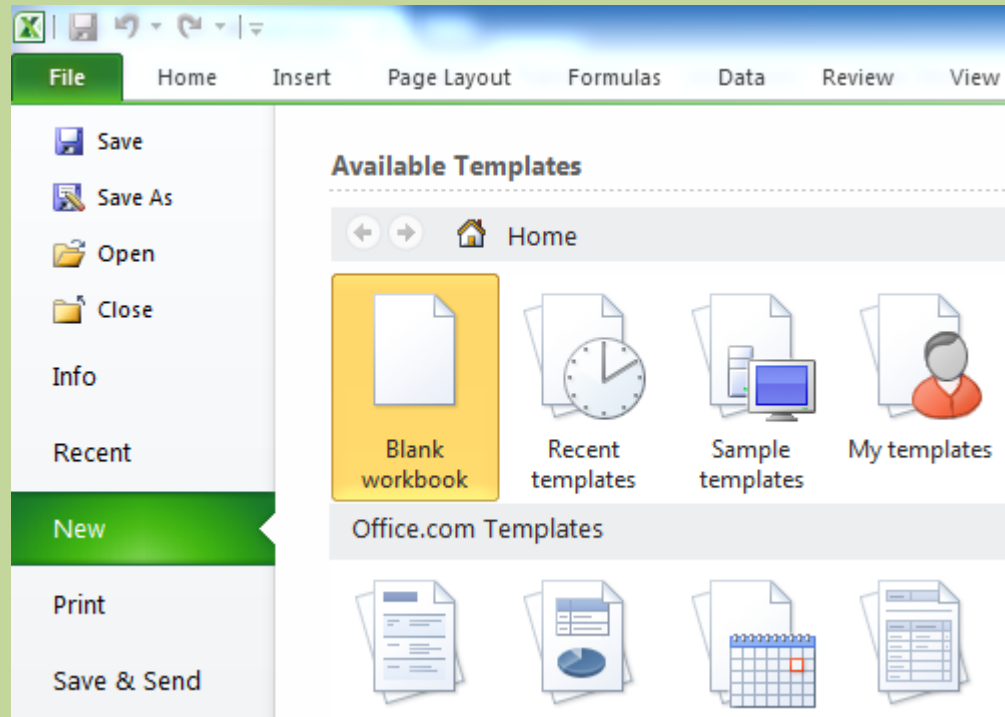 File Home Insert Page Layout Formulas Data Review View
Save
Save As
Open
Close
Info
Recent
New
Print
Save & Send
Available Templates
Home
Blank
workbook
Recent
templates
Sample
templates
My templates
Office.com Templates